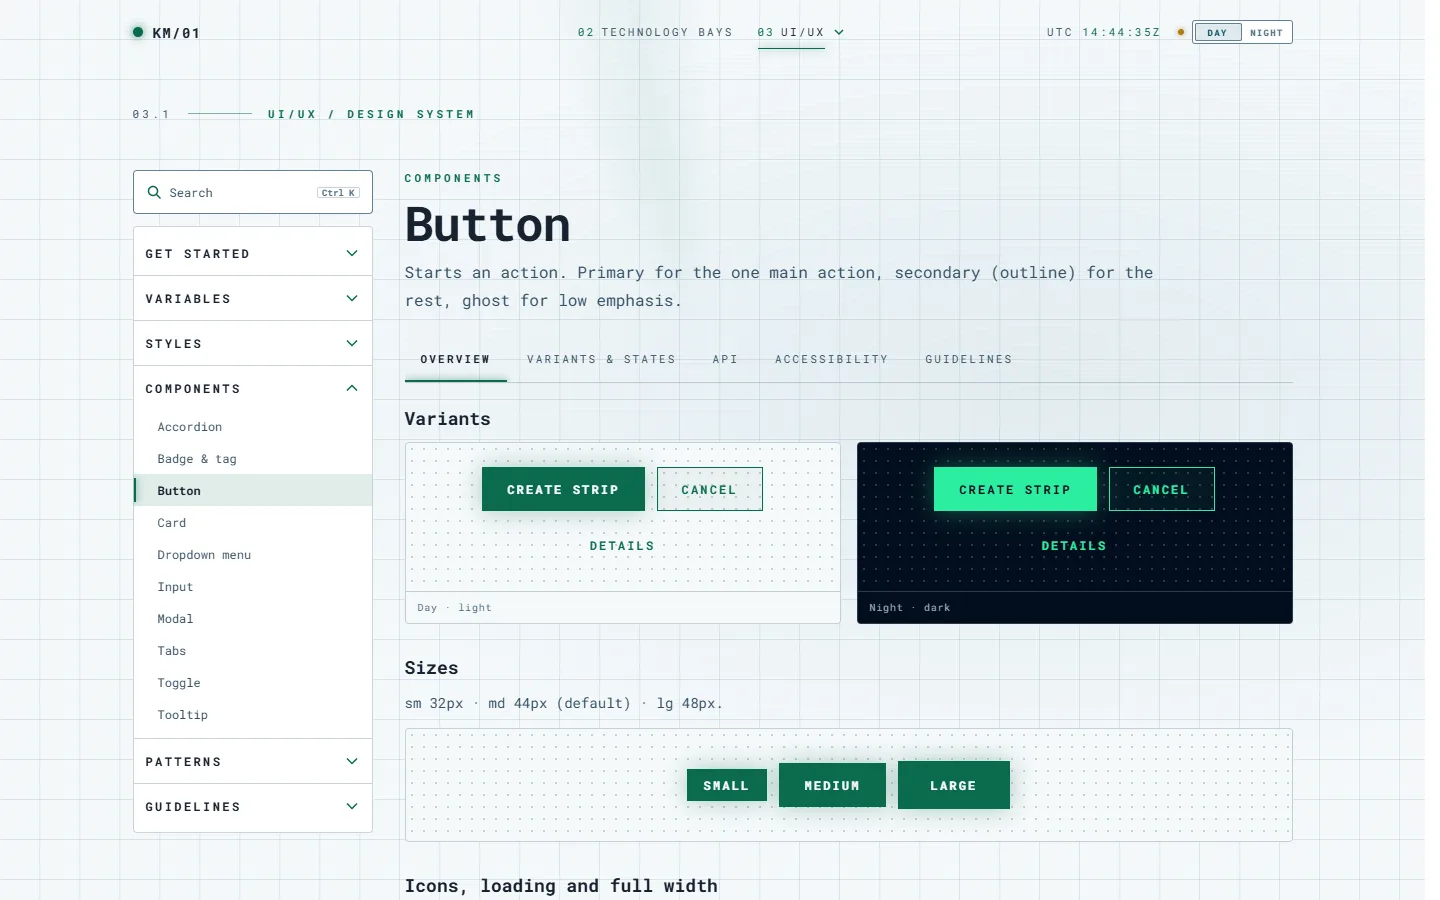 KM/01
02 TECHNOLOGY BAYS
03 UI/UX
UTC 14:44:35Z
DAY
NIGHT
03.1
UI/UX / DESIGN SYSTEM
Search
Ctrl K
GET STARTED
VARIABLES
STYLES
COMPONENTS
Accordion
Badge & tag
Button
Card
Dropdown menu
Input
Modal
Tabs
Toggle
Tooltip
PATTERNS
GUIDELINES
COMPONENTS
Button
Starts an action. Primary for the one main action, secondary (outline) for the
rest, ghost for low emphasis.
OVERVIEW
VARIANTS & STATES
API
ACCESSIBILITY
GUIDELINES
Variants
CREATE STRIP
CANCEL
DETAILS
Day · light
CREATE STRIP
CANCEL
DETAILS
Night · dark
Sizes
sm 32px · md 44px (default) · lg 48px.
SMALL
MEDIUM
LARGE
Icons, loading and full width